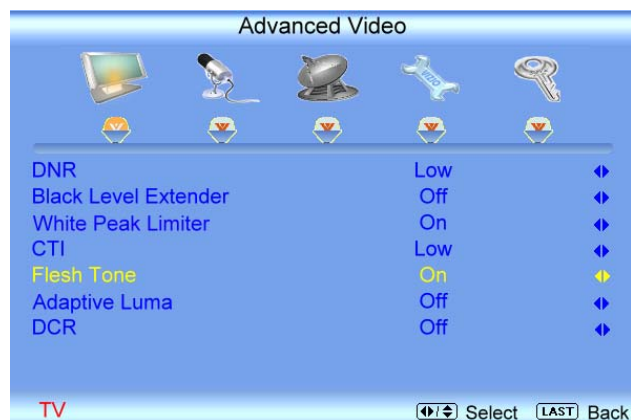 Advanced Video
VIZIO
DNR Low
Black Level Extender Off
White Peak Limiter On
CTI Low
Flesh Tone On
Adaptive Luma Off
DCR Off
TV Select LAST Back